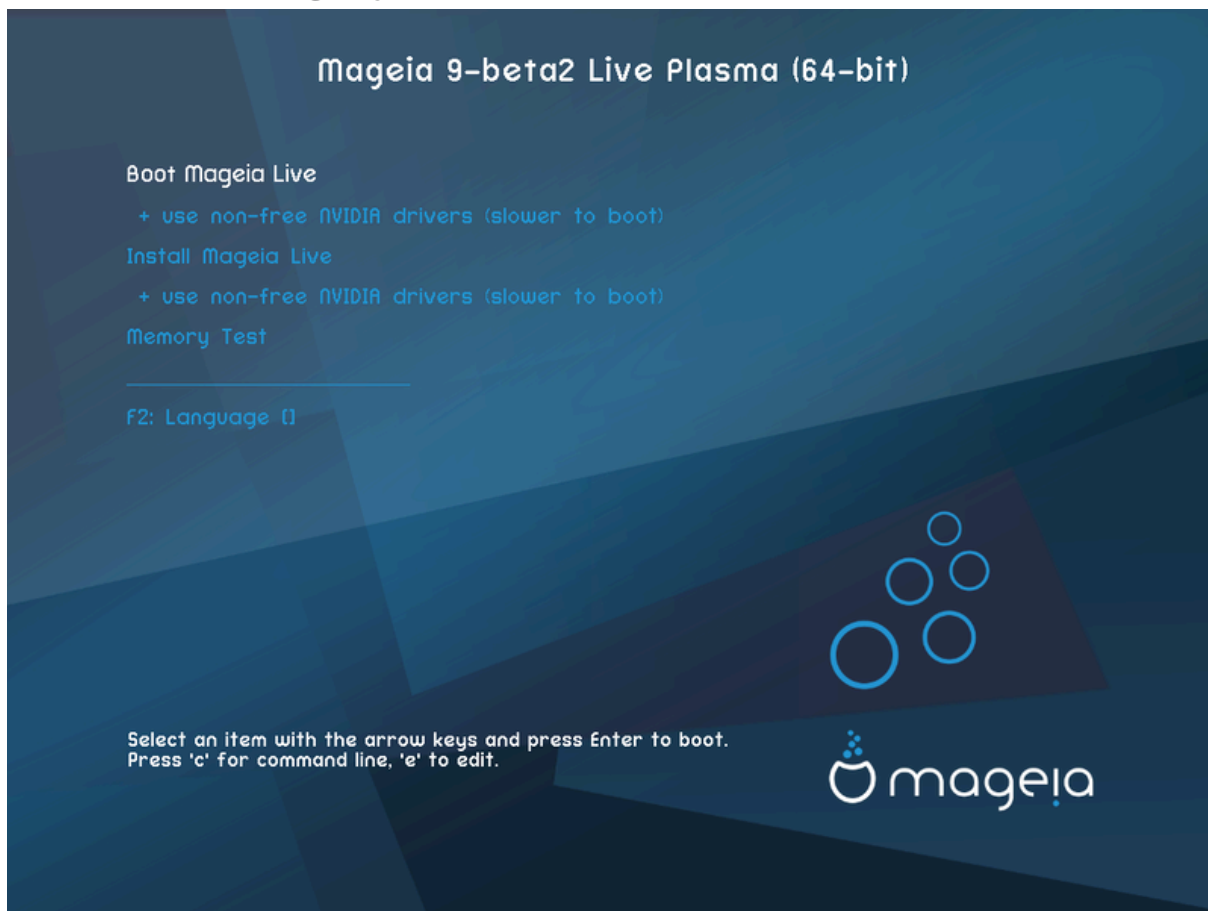 Mageia 9-beta2 Live Plasma (64-bit)
Boot Mageia Live
+ use non-free NVIDIA drivers (slower to boot)
Install Mageia Live
+ use non-free NVIDIA drivers (slower to boot)
Memory Test
F2: Language []
Select an item with the arrow keys and press Enter to boot.
Press 'c' for command line, 'e' to edit.
mageia